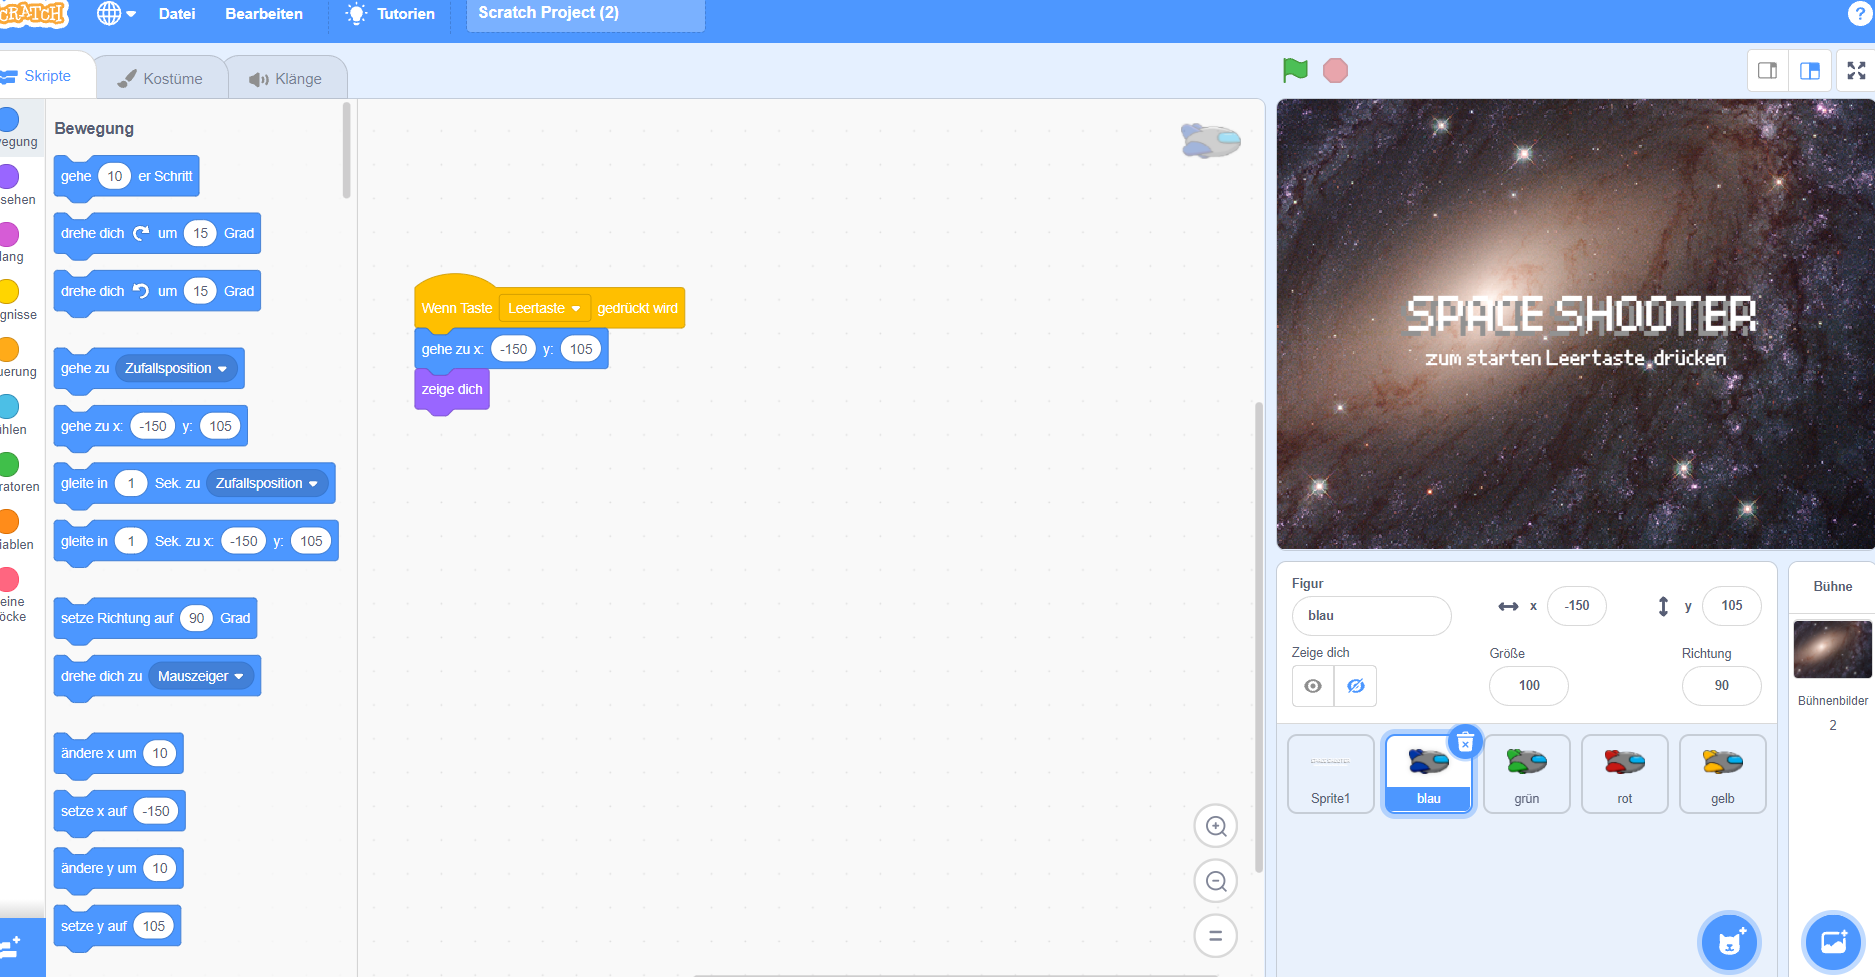 SCRATCH
Datei
Bearbeiten
Tutorien
Scratch Project (2)
?
Skripte
Kostüme
Klänge
egung
sehen
lang
gnisse
uerung
ühlen
ratoren
iablen
eine
öcke
Bewegung
gehe 10 er Schritt
drehe dich um 15 Grad
drehe dich um 15 Grad
gehe zu Zufallsposition
gehe zu x: -150 y: 105
gleite in 1 Sek. zu Zufallsposition
gleite in 1 Sek. zu x: -150 y: 105
setze Richtung auf 90 Grad
drehe dich zu Mauszeiger
ändere x um 10
setze x auf -150
ändere y um 10
setze y auf 105
Wenn Taste Leertaste gedrückt wird
gehe zu x: -150 y: 105
zeige dich
SPACE SHOOTER
zum starten Leertaste drücken
Figur
blau
x -150
y 105
Zeige dich
Größe
100
Richtung
90
SPACE SHOOTER
Sprite1
blau
grün
rot
gelb
Bühne
Bühnenbilder
2